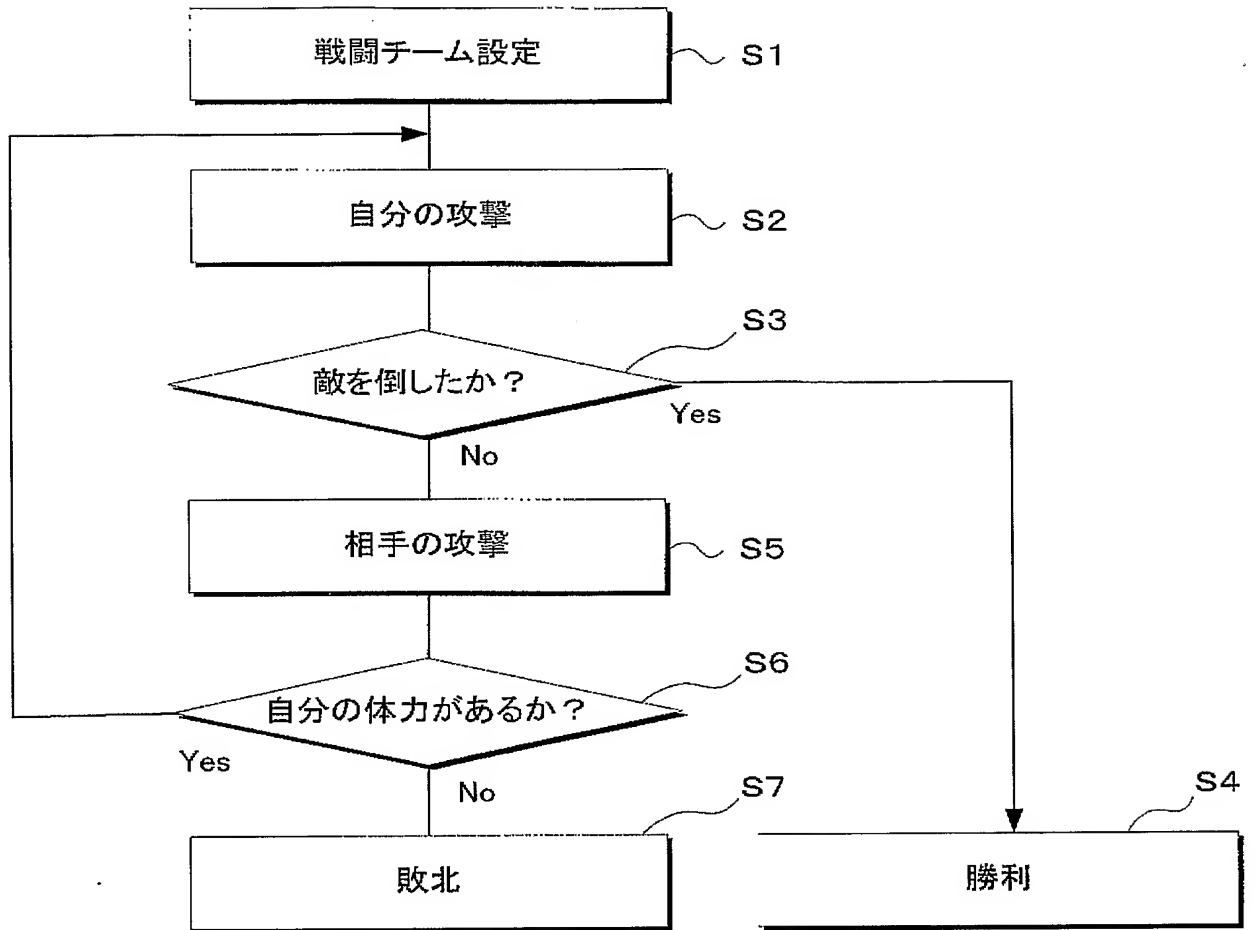 戦闘チーム設定
S1
自分の攻撃
S2
敵を倒したか？
S3
Yes
No
相手の攻撃
S5
自分の体力があるか？
S6
Yes
No
敗北
S7
勝利
S4